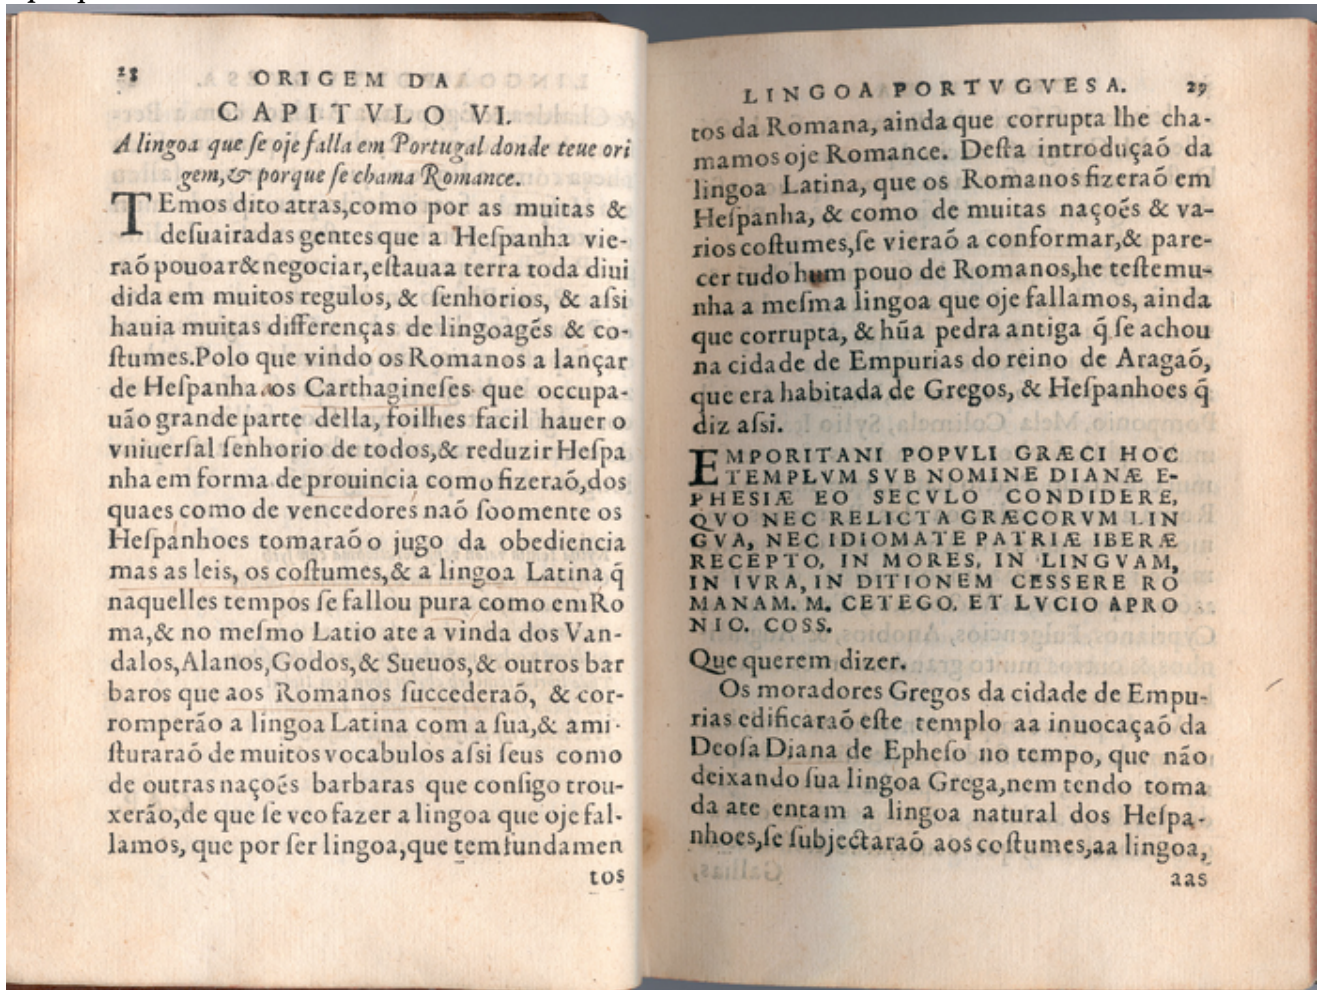 28
ORIGEM DA
CAPITVLO VI.
A lingoa que ſe oje falla em Portugal donde teue ori
gem, & porque ſe chama Romance.
TEmos dito atras, como por as muitas &
deſuairadas gentes que a Heſpanha vie-
raõ pouoar & negociar, eſtaua a terra toda diui
dida em muitos regulos, & ſenhorios, & aſsi
hauia muitas differenças de lingoagẽs & co-
ſtumes. Polo que vindo os Romanos a lançar
de Heſpanha aos Carthagineſes que occupa-
uão grande parte della, foilhes facil hauer o
vniuerſal ſenhorio de todos, & reduzir Heſpa
nha em forma de prouincia como fizeraõ, dos
quaes como de vencedores naõ ſoomente os
Heſpanhoes tomaraõ o jugo da obediencia
mas as leis, os coſtumes, & a lingoa Latina q̃
naquelles tempos ſe fallou pura como em Ro
ma, & no meſmo Latio ate a vinda dos Van-
dalos, Alanos, Godos, & Sueuos, & outros bar
baros que aos Romanos ſuccederaõ, & cor-
romperão a lingoa Latina com a ſua, & ami-
ſturaraõ de muitos vocabulos aſsi ſeus como
de outras naçoẽs barbaras que conſigo trou-
xerão, de que ſe veo fazer a lingoa que oje fal-
lamos, que por ſer lingoa, que tem fundamen
tos
LINGOA PORTVGVESA. 29
tos da Romana, ainda que corrupta lhe cha-
mamos oje Romance. Deſta introduçaõ da
lingoa Latina, que os Romanos fizeraõ em
Heſpanha, & como de muitas naçoẽs & va-
rios coſtumes, ſe vieraõ a conformar, & pare-
cer tudo hum pouo de Romanos, he teſtemu-
nha a meſma lingoa que oje fallamos, ainda
que corrupta, & hũa pedra antiga q̃ ſe achou
na cidade de Empurias do reino de Aragaõ,
que era habitada de Gregos, & Heſpanhoes q̃
diz aſsi.
EMPORITANI POPVLI GRÆCI HOC
TEMPLVM SVB NOMINE DIANÆ E-
PHESIÆ EO SECVLO CONDIDERE,
QVO NEC RELICTA GRÆCORVM LIN
GVA, NEC IDIOMATE PATRIÆ IBERÆ
RECEPTO, IN MORES, IN LINGVAM,
IN IVRA, IN DITIONEM CESSERE RO
MANAM. M. CETEGO. ET LVCIO APRO
NIO. COSS.
Que querem dizer.
Os moradores Gregos da cidade de Empu-
rias edificaraõ eſte templo aa inuocaçaõ da
Deoſa Diana de Epheſo no tempo, que não
deixando ſua lingoa Grega, nem tendo toma
da ate entam a lingoa natural dos Heſpa-
nhoes, ſe ſubjectaraõ aos coſtumes, aa lingoa,
aas